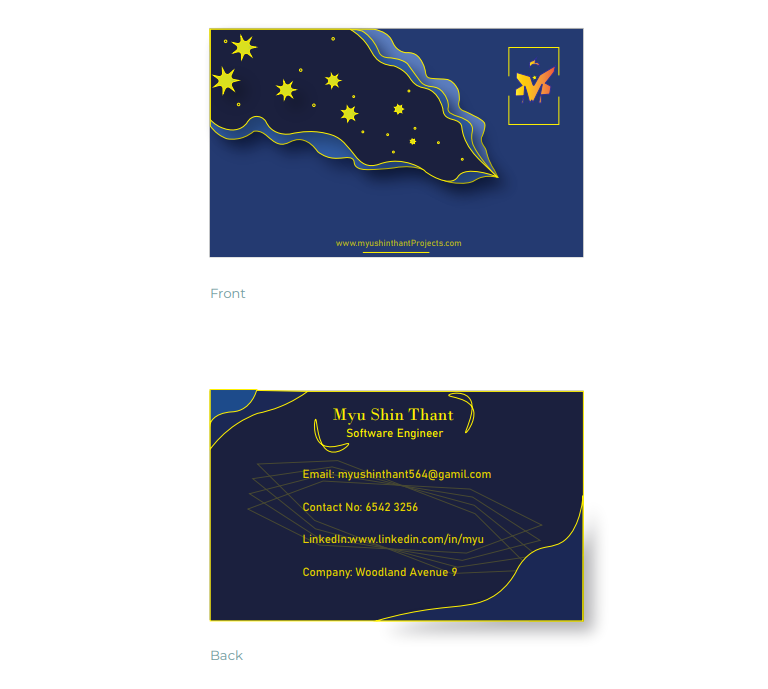 www.myushinthantProjects.com
Front
Myu Shin Thant
Software Engineer
Email: myushinthant564@gamil.com
Contact No: 6542 3256
LinkedIn:www.linkedin.com/in/myu
Company: Woodland Avenue 9
Back